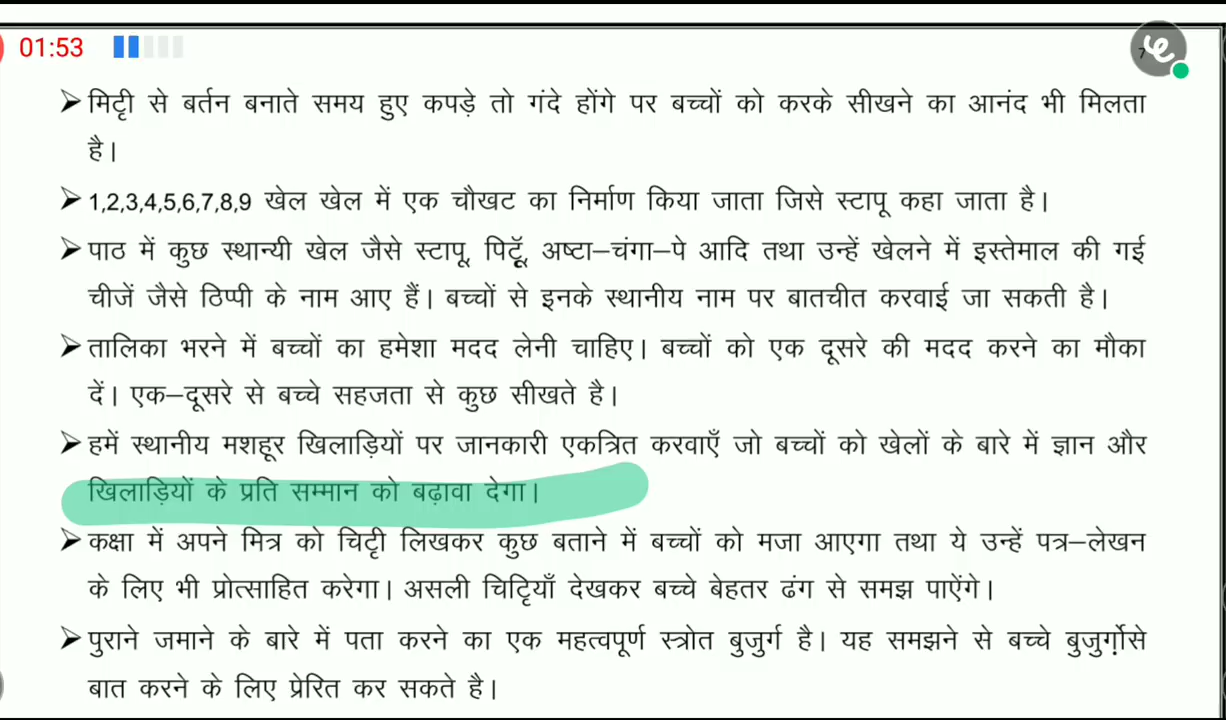 01:53
7
➢ मिट्टी से बर्तन बनाते समय हुए कपड़े तो गंदे होंगे पर बच्चों को करके सीखने का आनंद भी मिलता
है।
➢ 1,2,3,4,5,6,7,8,9 खेल खेल में एक चौखट का निर्माण किया जाता जिसे स्टापू कहा जाता है।
➢ पाठ में कुछ स्थान्यी खेल जैसे स्टापू, पिट्ठू, अष्टा–चंगा–पे आदि तथा उन्हें खेलने में इस्तेमाल की गई
चीजें जैसे ठिप्पी के नाम आए हैं। बच्चों से इनके स्थानीय नाम पर बातचीत करवाई जा सकती है।
➢ तालिका भरने में बच्चों का हमेशा मदद लेनी चाहिए। बच्चों को एक दूसरे की मदद करने का मौका
दें। एक–दूसरे से बच्चे सहजता से कुछ सीखते है।
➢ हमें स्थानीय मशहूर खिलाड़ियों पर जानकारी एकत्रित करवाएँ जो बच्चों को खेलों के बारे में ज्ञान और
खिलाड़ियों के प्रति सम्मान को बढ़ावा देगा।
➢ कक्षा में अपने मित्र को चिट्ठी लिखकर कुछ बताने में बच्चों को मजा आएगा तथा ये उन्हें पत्र–लेखन
के लिए भी प्रोत्साहित करेगा। असली चिट्ठियाँ देखकर बच्चे बेहतर ढंग से समझ पाऐंगे।
➢ पुराने जमाने के बारे में पता करने का एक महत्वपूर्ण स्त्रोत बुजुर्ग है। यह समझने से बच्चे बुजुर्गोंसे
बात करने के लिए प्रेरित कर सकते है।